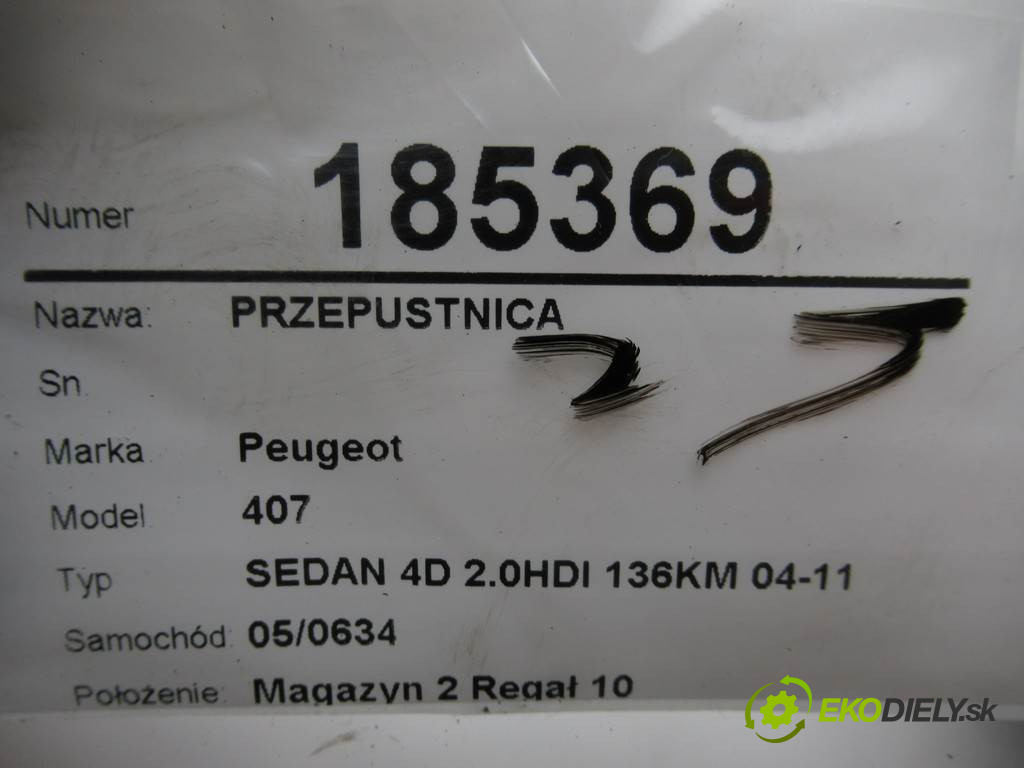 Numer 185369
Nazwa: PRZEPUSTNICA
Sn.
Marka Peugeot
Model 407
Typ SEDAN 4D 2.0HDI 136KM 04-11
Samochód: 05/0634
Położenie: Magazyn 2 Regał 10
EKODIELY.sk